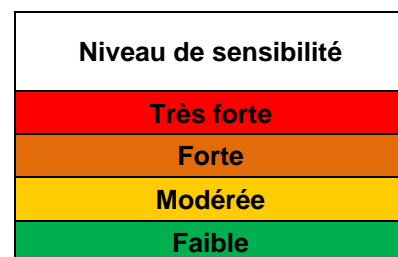 Niveau de sensibilité
Très forte
Forte
Modérée
Faible